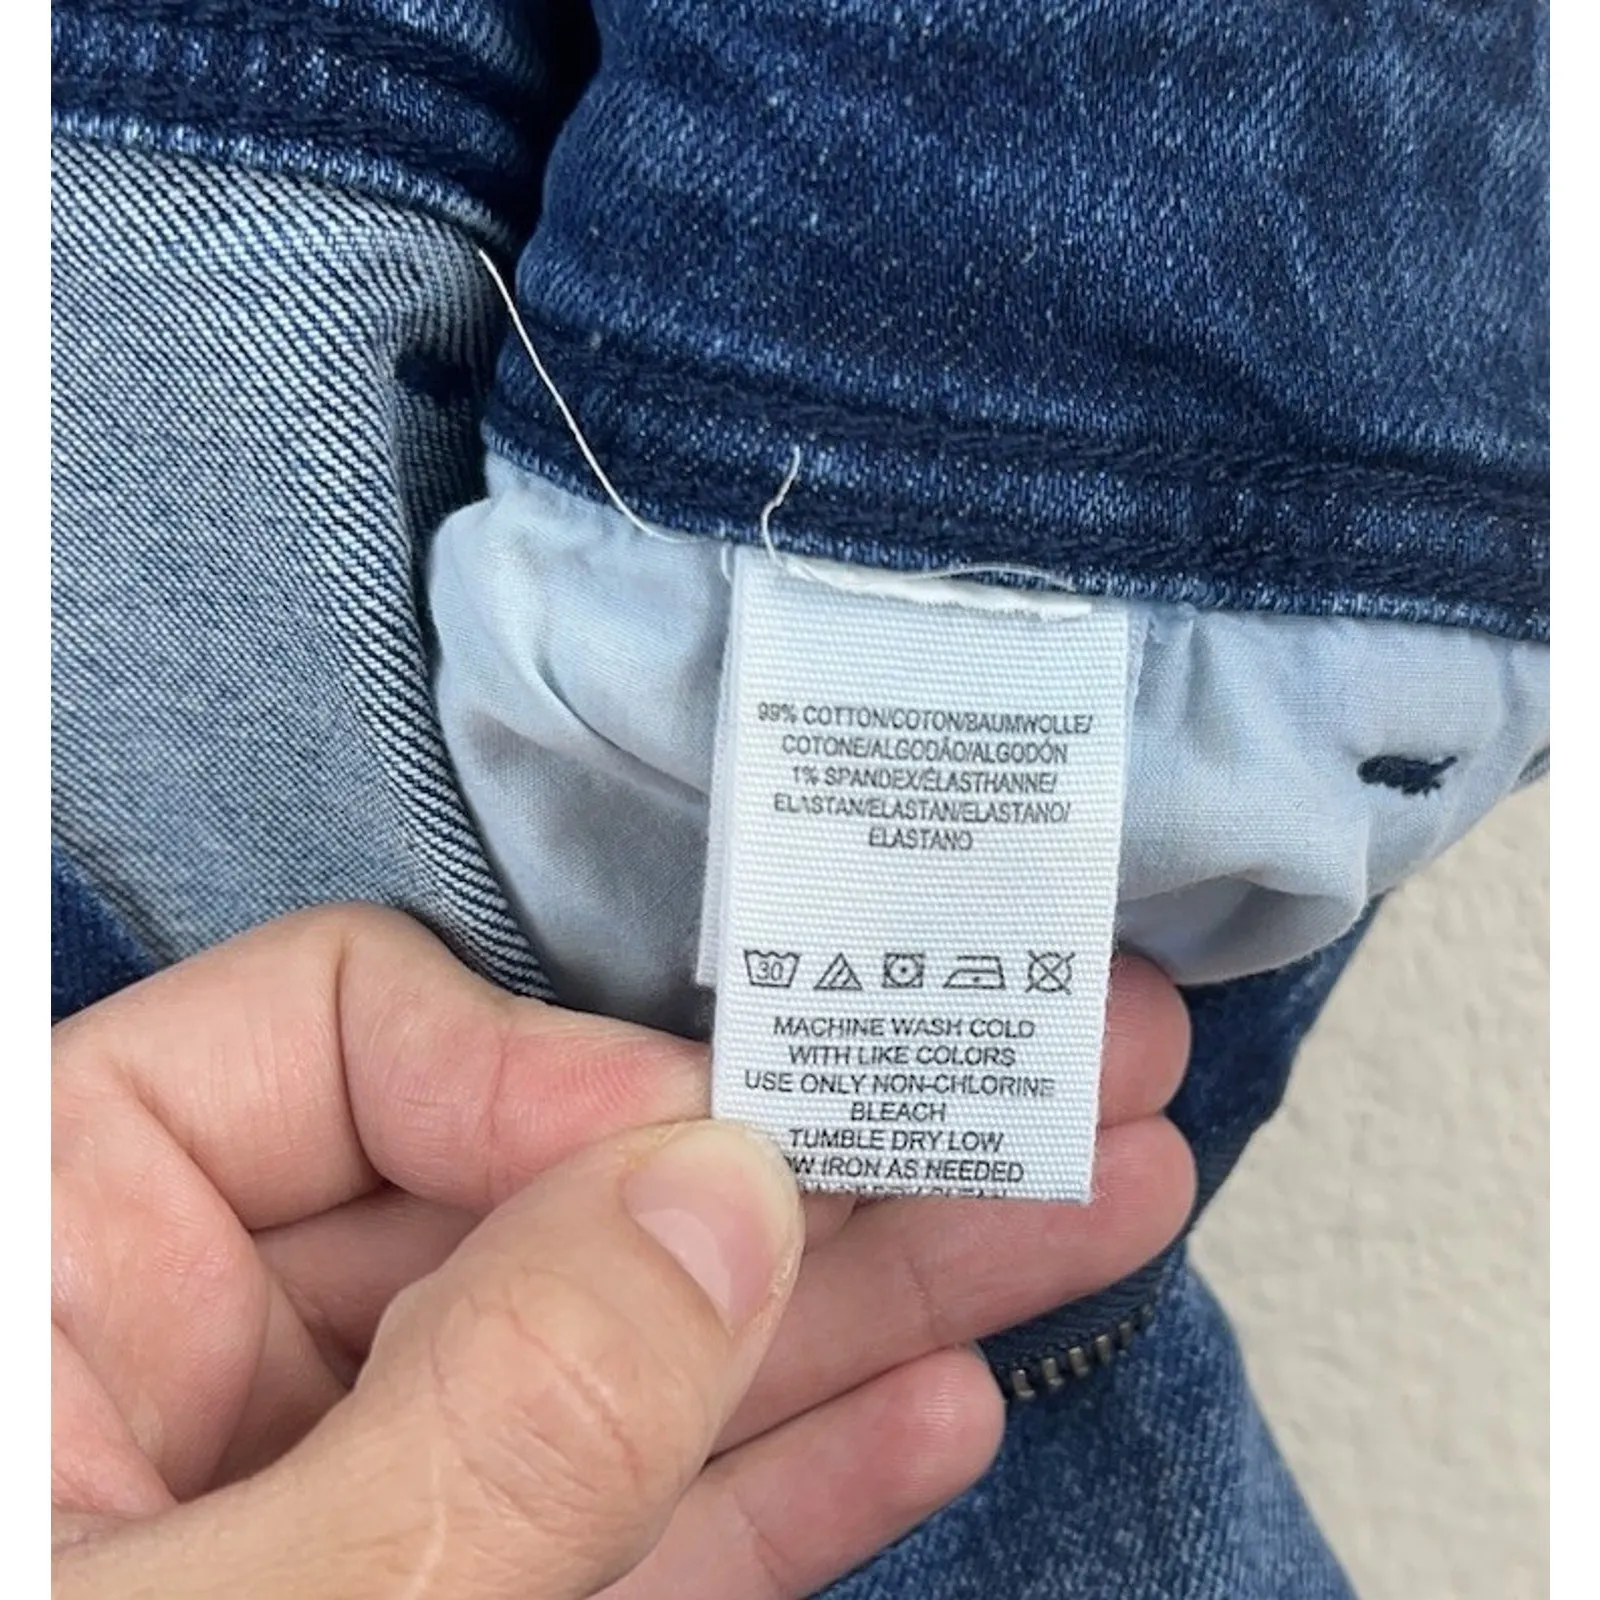 99% COTTON/COTON/BAUMWOLLE/
COTONE/ALGODÃO/ALGODÓN
1% SPANDEX/ÉLASTHANNE/
ELASTAN/ELASTAN/ELASTANO/
ELASTANO
30
MACHINE WASH COLD
WITH LIKE COLORS
USE ONLY NON-CHLORINE
BLEACH
TUMBLE DRY LOW
OW IRON AS NEEDED